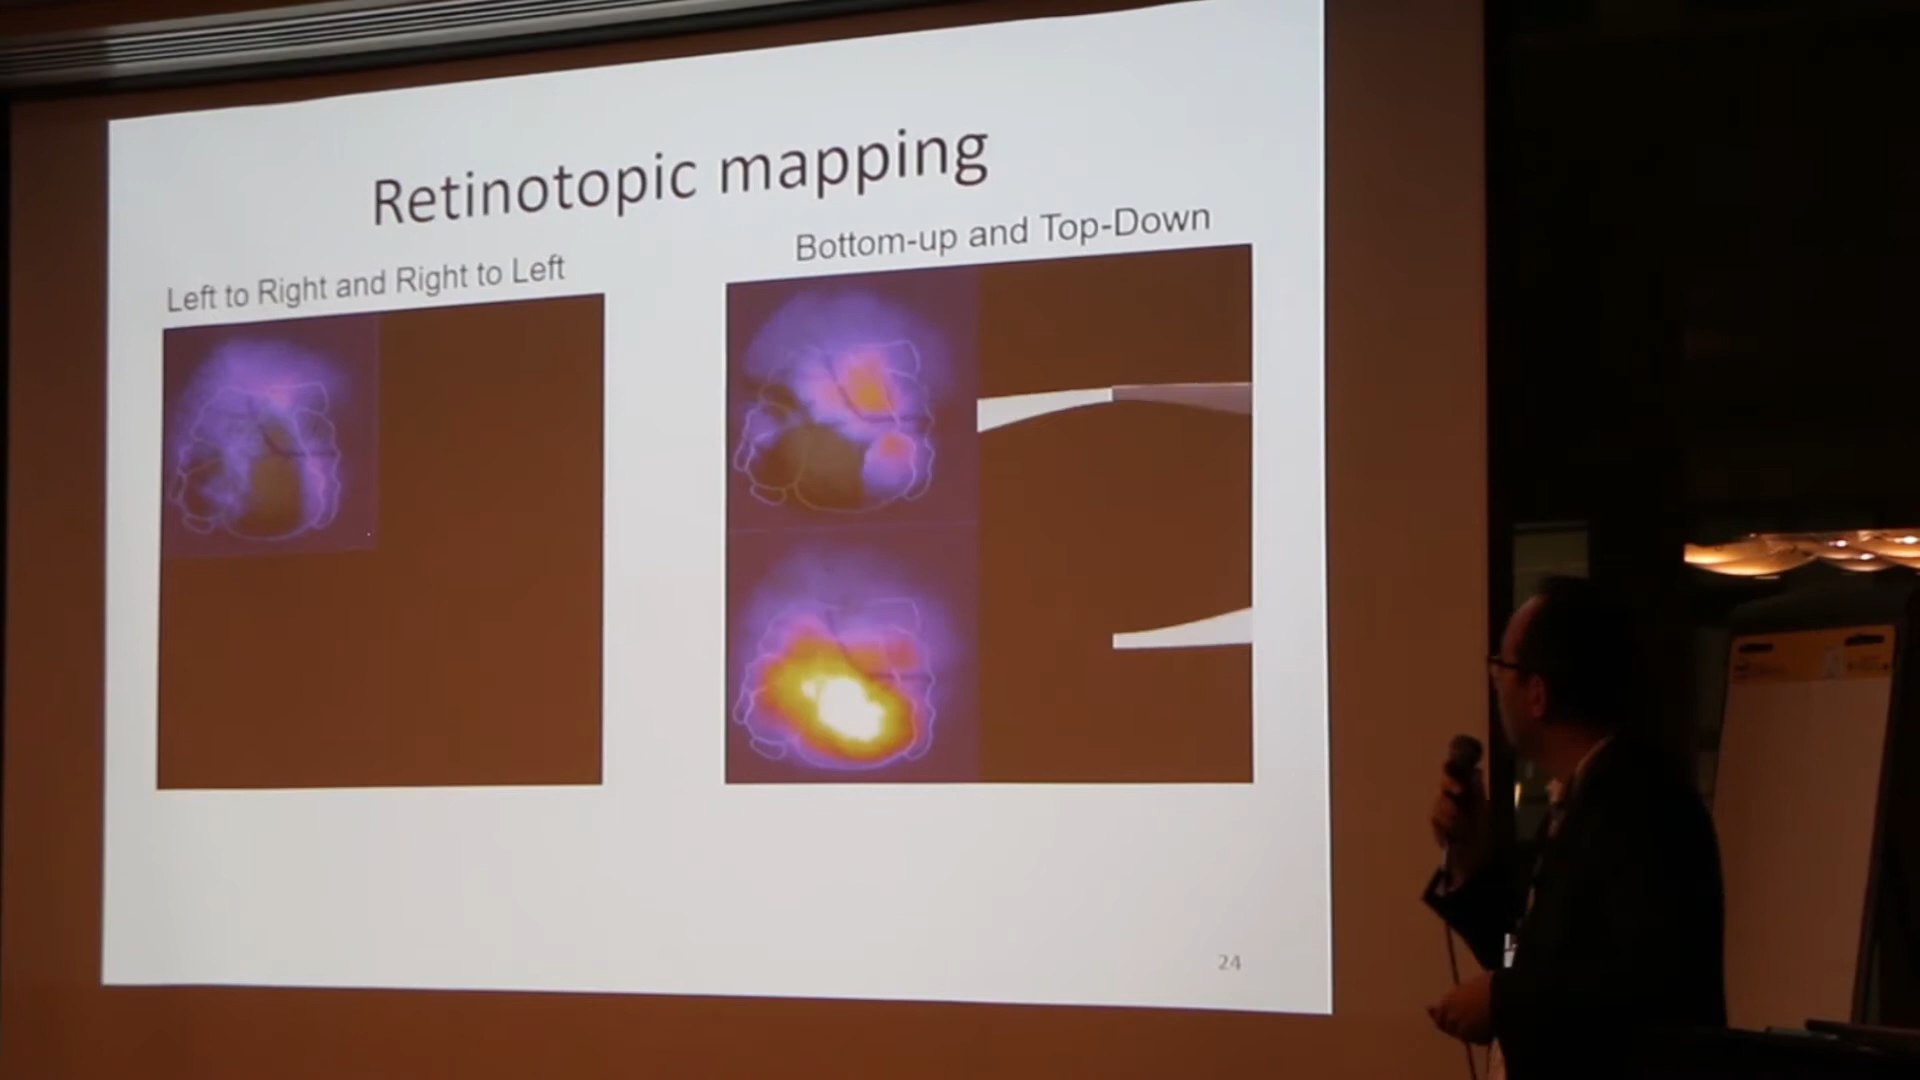 Retinotopic mapping
Left to Right and Right to Left
Bottom-up and Top-Down
24